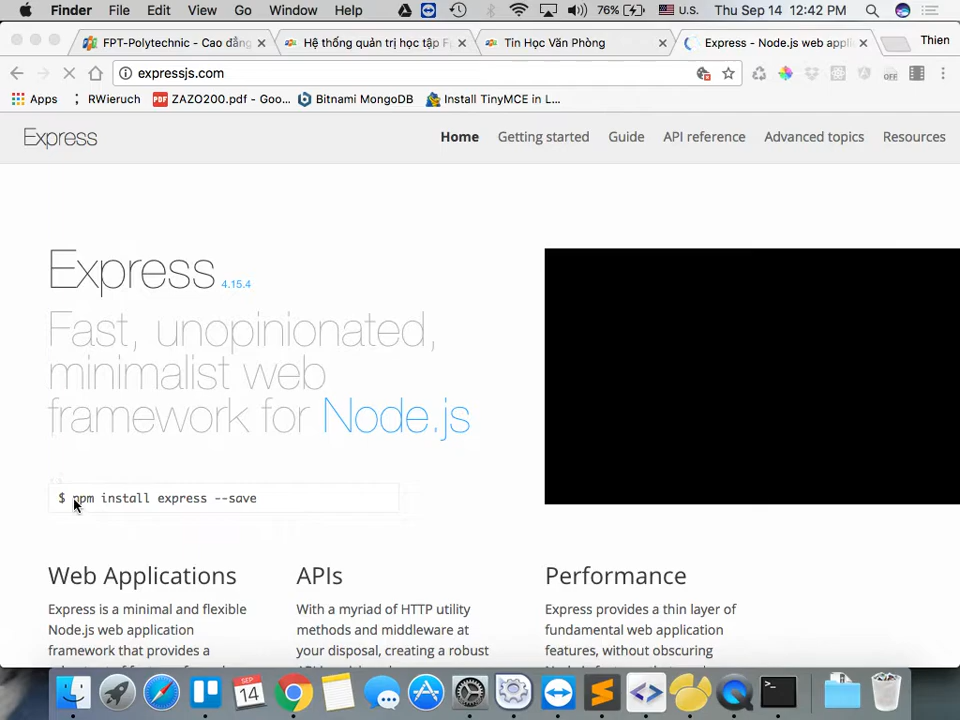 Finder File Edit View Go Window Help 76% U.S. Thu Sep 14 12:42 PM
FPT-Polytechnic - Cao đẳng Hệ thống quản trị học tập F Tin Học Văn Phòng Express - Node.js web appl Thien
expressjs.com OFF
Apps RWieruch PDF ZAZO200.pdf - Goo... Bitnami MongoDB Install TinyMCE in L...
Express Home Getting started Guide API reference Advanced topics Resources
Express 4.15.4
Fast, unopinionated,
minimalist web
framework for Node.js
$ npm install express --save
Web Applications APIs Performance
Express is a minimal and flexible With a myriad of HTTP utility Express provides a thin layer of
Node.js web application methods and middleware at fundamental web application
framework that provides a your disposal, creating a robust features, without obscuring
SEP
14